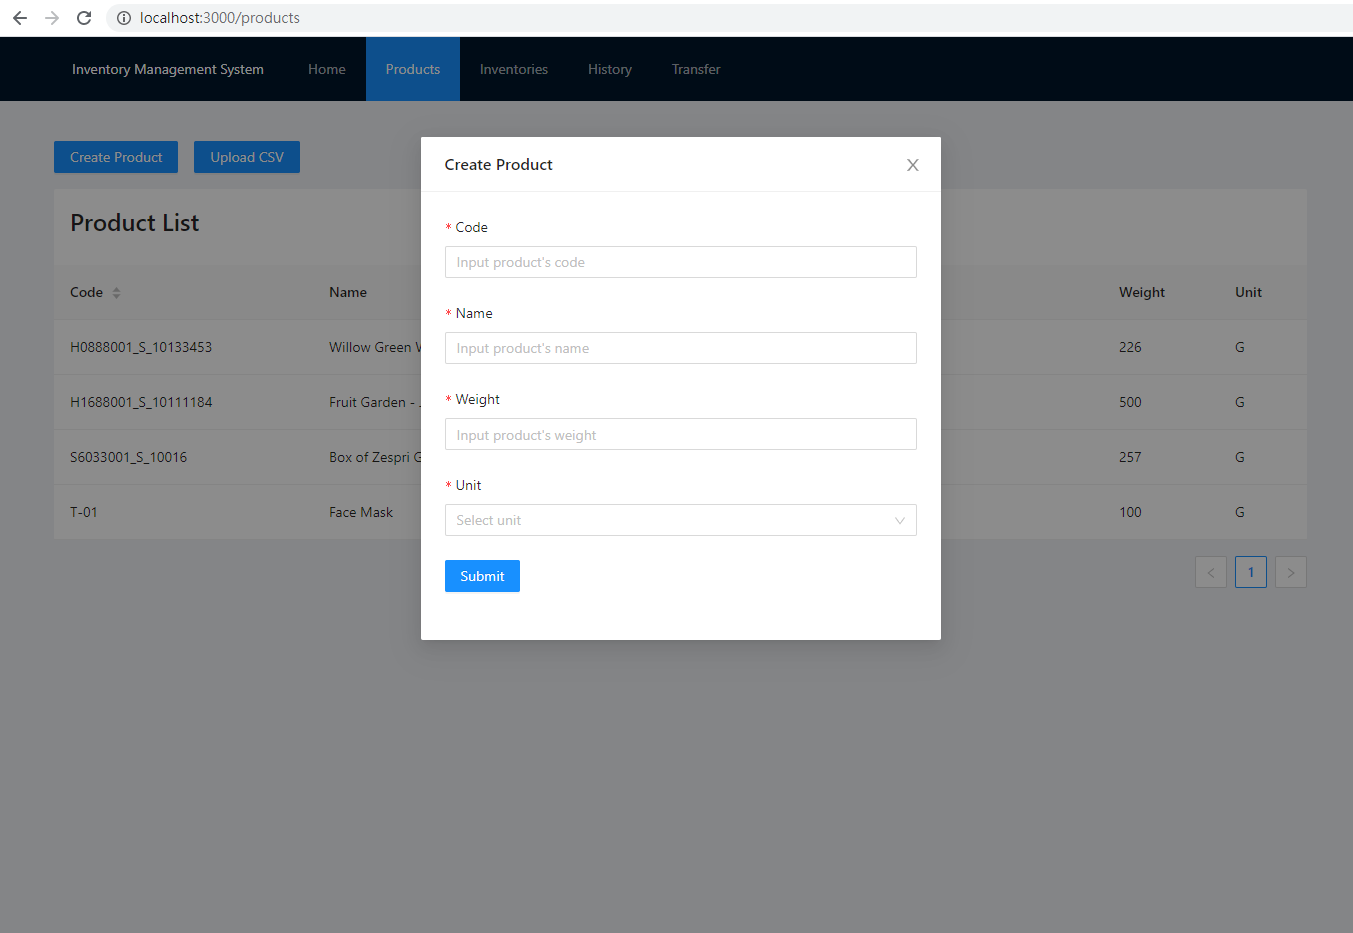 localhost:3000/products
Inventory Management System Home Products Inventories History Transfer
Create Product Upload CSV
Product List
Code Name Weight Unit
H0888001_S_10133453 Willow Green 226 G
H1688001_S_10111184 Fruit Garden - 500 G
S6033001_S_10016 Box of Zespri 257 G
T-01 Face Mask 100 G
< 1 >
Create Product
* Code
Input product's code
* Name
Input product's name
* Weight
Input product's weight
* Unit
Select unit
Submit